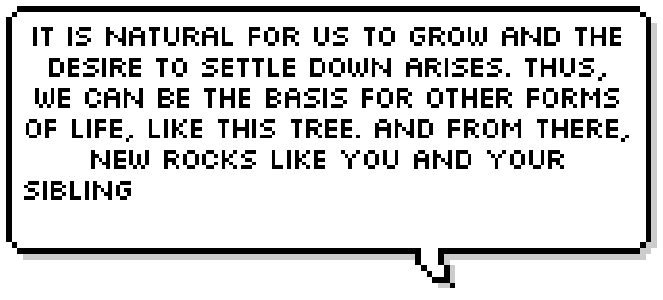 IT IS NATURAL FOR US TO GROW AND THE
DESIRE TO SETTLE DOWN ARISES. THUS,
WE CAN BE THE BASIS FOR OTHER FORMS
OF LIFE, LIKE THIS TREE. AND FROM THERE,
NEW ROCKS LIKE YOU AND YOUR
SIBLING